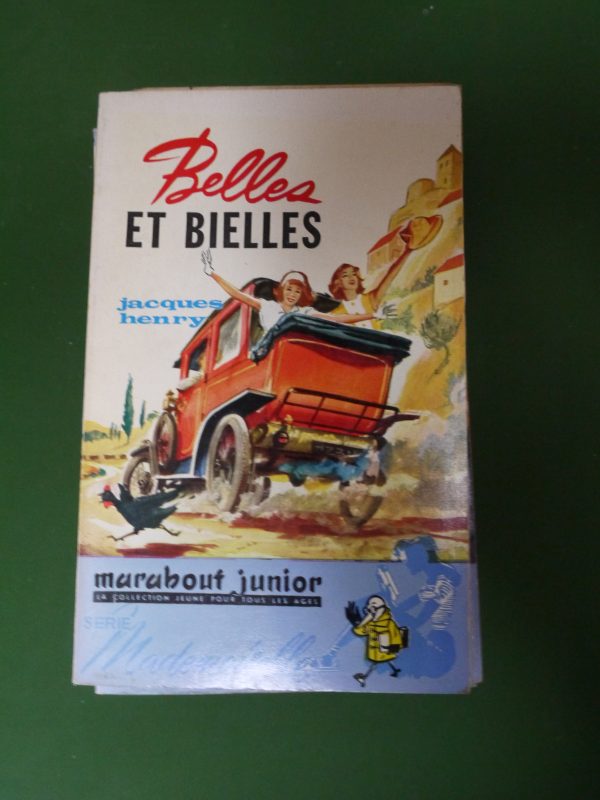 Belles
ET BIELLES
jacques
henry
marabout junior
LA COLLECTION JEUNE POUR TOUS LES AGES
SERIE
Mademoiselle